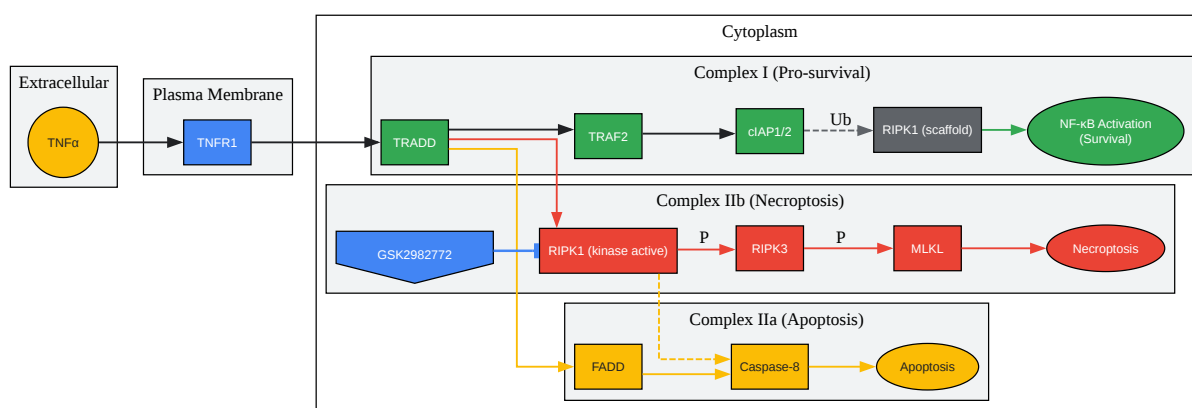 Cytoplasm
Complex I (Pro-survival)
Extracellular
Plasma Membrane
TNFα
TNFR1
TRADD
TRAF2
cIAP1/2
Ub
RIPK1 (scaffold)
NF-κB Activation
(Survival)
Complex IIb (Necroptosis)
GSK2982772
RIPK1 (kinase active)
P
RIPK3
P
MLKL
Necroptosis
Complex IIa (Apoptosis)
FADD
Caspase-8
Apoptosis